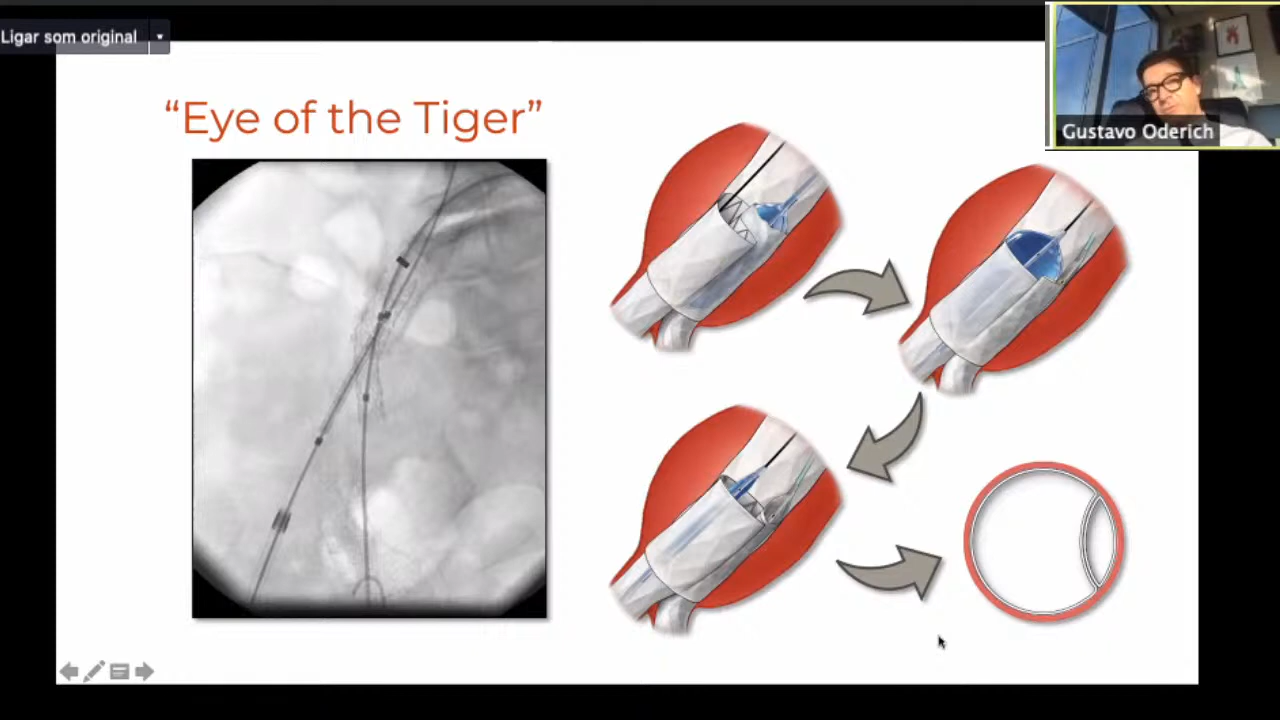 Ligar som original
“Eye of the Tiger”
Gustavo Oderich